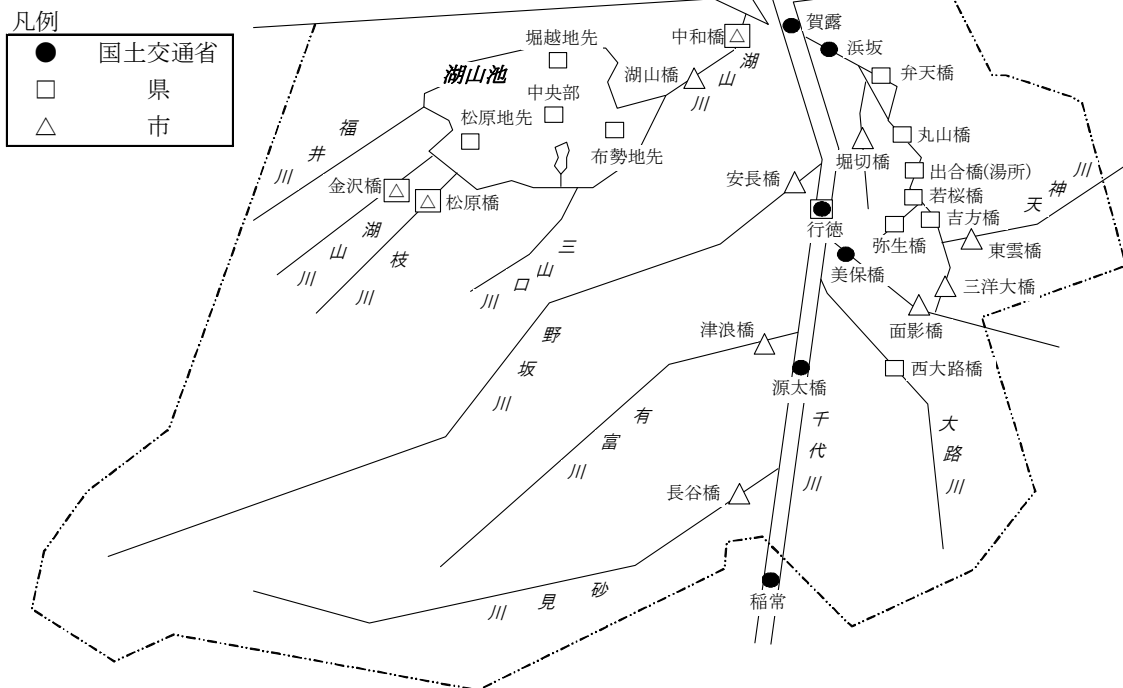 凡例
● 国土交通省
□ 県
△ 市
賀露
浜坂
弁天橋
堀越地先
中和橋
湖山池
湖山橋
湖山川
中央部
松原地先
布勢地先
丸山橋
堀切橋
出合橋(湯所)
若桜橋
吉方橋
弥生橋
東雲橋
天神川
福井川
金沢橋
松原橋
湖山川
枝川
三山口川
安長橋
行徳
美保橋
三洋大橋
面影橋
野坂川
津浪橋
源太橋
西大路橋
有富川
千代川
大路川
長谷橋
砂見川
稲常